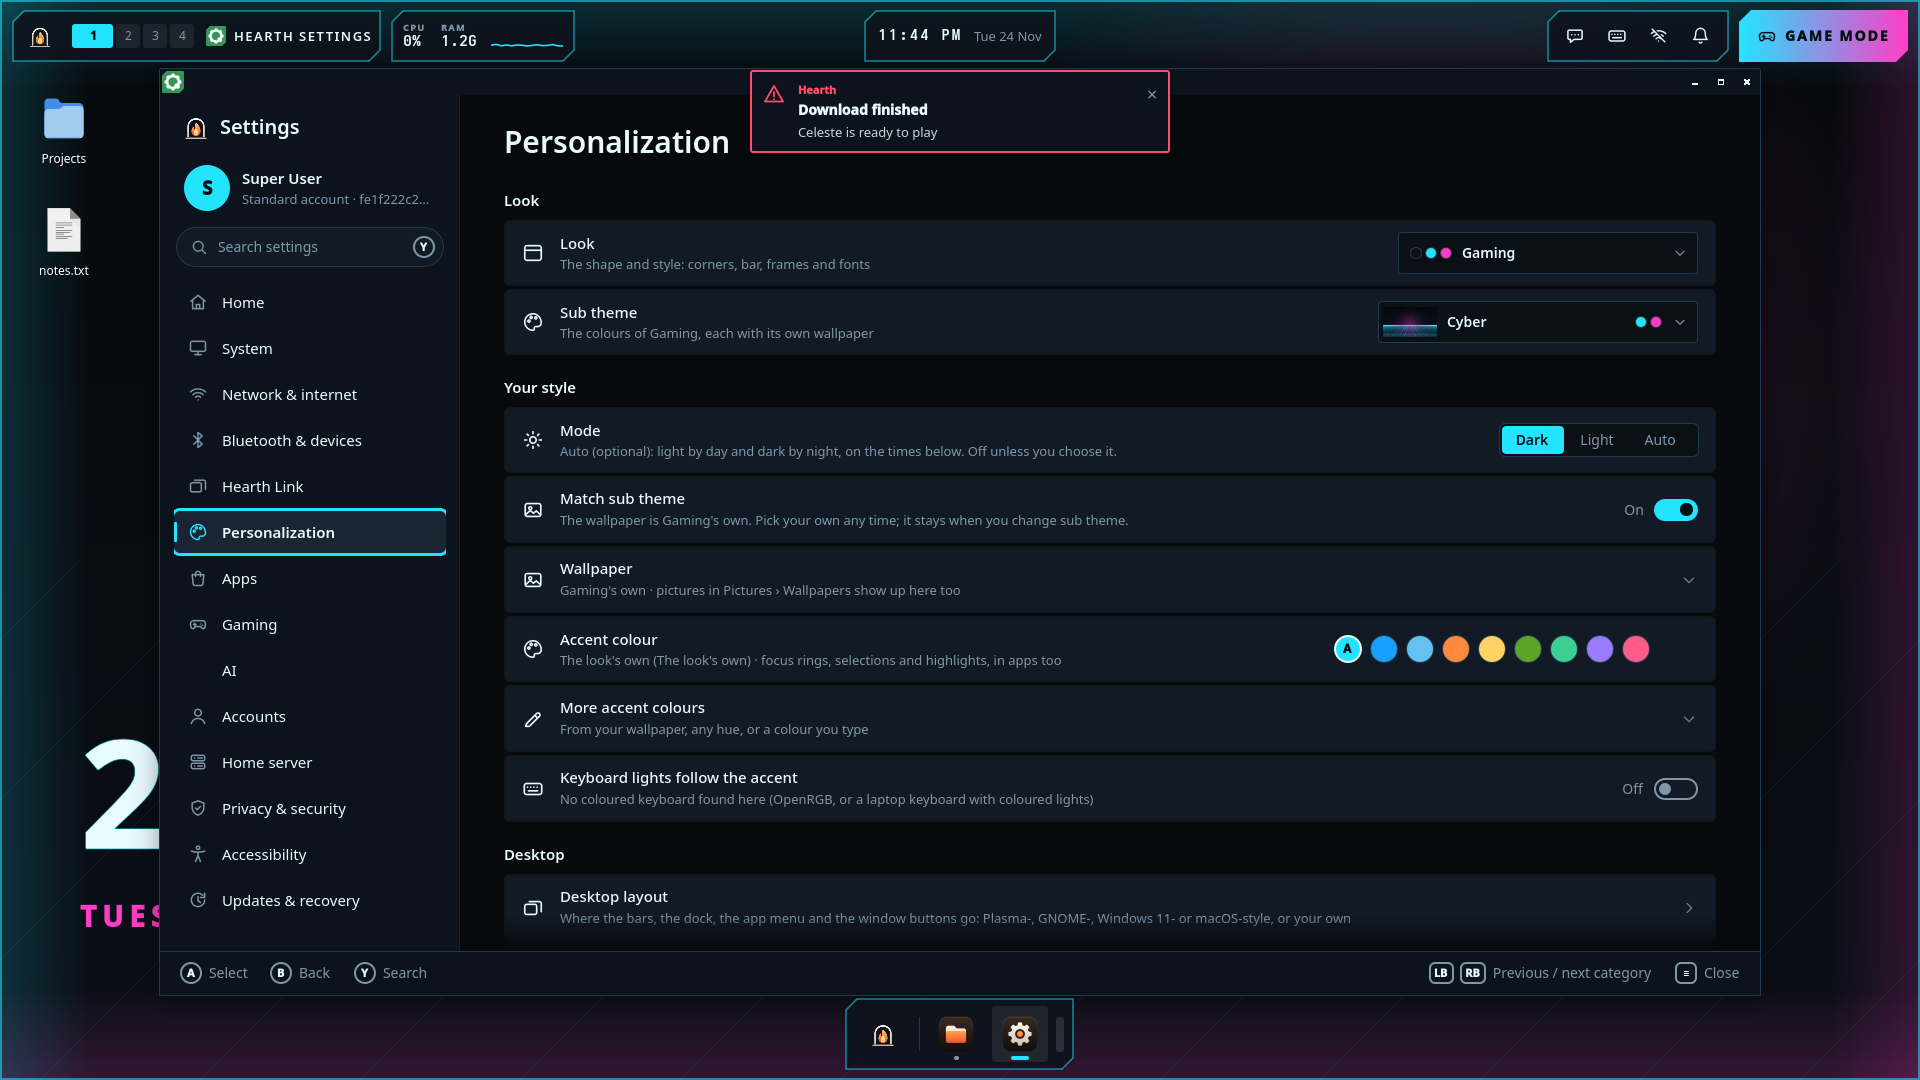 1 2 3 4 HEARTH SETTINGS
CPU 0%
RAM 1.2G
11:44 PM Tue 24 Nov
GAME MODE
Projects
notes.txt
2
TUES
Hearth
Download finished
Celeste is ready to play
Settings
S
Super User
Standard account · fe1f222c2...
Search settings Y
Home
System
Network & internet
Bluetooth & devices
Hearth Link
Personalization
Apps
Gaming
AI
Accounts
Home server
Privacy & security
Accessibility
Updates & recovery
Personalization
Look
Look
The shape and style: corners, bar, frames and fonts
Gaming
Sub theme
The colours of Gaming, each with its own wallpaper
Cyber
Your style
Mode
Auto (optional): light by day and dark by night, on the times below. Off unless you choose it.
Dark Light Auto
Match sub theme
The wallpaper is Gaming's own. Pick your own any time; it stays when you change sub theme.
On
Wallpaper
Gaming's own · pictures in Pictures › Wallpapers show up here too
Accent colour
The look's own (The look's own) · focus rings, selections and highlights, in apps too
A
More accent colours
From your wallpaper, any hue, or a colour you type
Keyboard lights follow the accent
No coloured keyboard found here (OpenRGB, or a laptop keyboard with coloured lights)
Off
Desktop
Desktop layout
Where the bars, the dock, the app menu and the window buttons go: Plasma-, GNOME-, Windows 11- or macOS-style, or your own
A Select B Back Y Search
LB RB Previous / next category ≡ Close